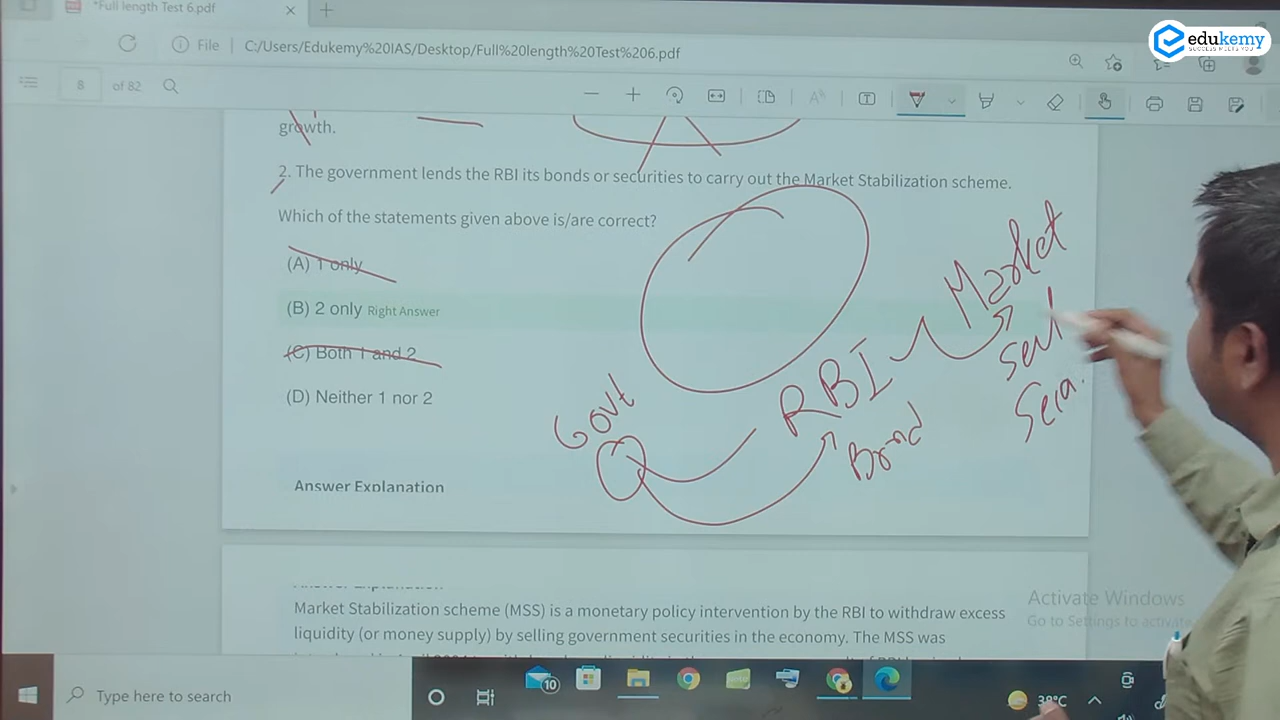 *Full length Test 6.pdf
edukemy
SUCCESS MEETS YOU
File C:/Users/Edukemy%20IAS/Desktop/Full%20length%20Test%206.pdf
8 of 82
growth.
2. The government lends the RBI its bonds or securities to carry out the Market Stabilization scheme.
Which of the statements given above is/are correct?
(A) 1 only
(B) 2 only Right Answer
(C) Both 1 and 2
(D) Neither 1 nor 2
Market
RBI
Govt
Bond
Answer Explanation
Market Stabilization scheme (MSS) is a monetary policy intervention by the RBI to withdraw excess
liquidity (or money supply) by selling government securities in the economy. The MSS was
Activate Windows
Go to Settings to activate
Type here to search
10
38°C